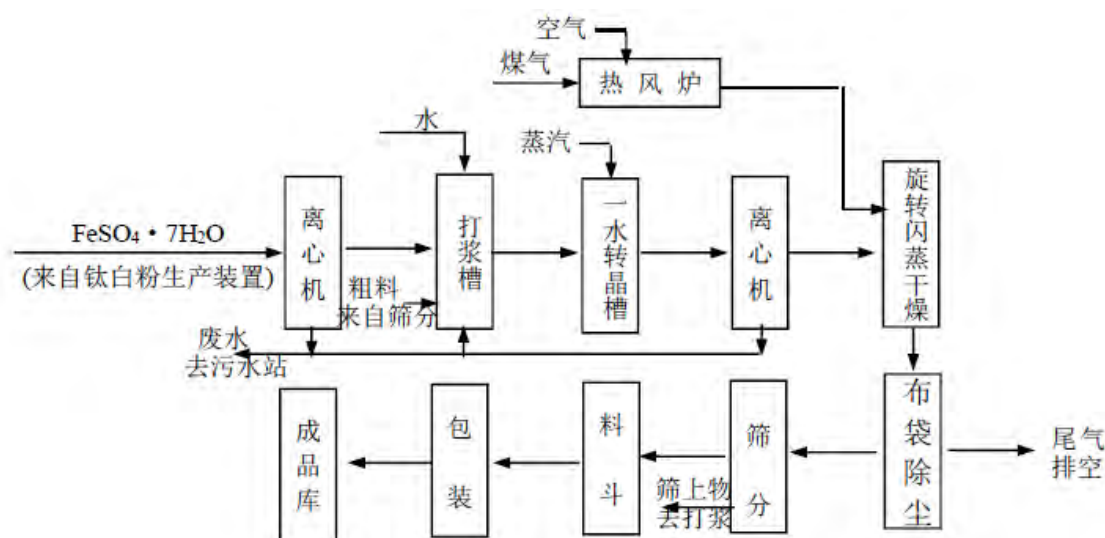 空气
煤气
热风炉
水
蒸汽
FeSO₄·7H₂O
(来自钛白粉生产装置)
离心机
打浆槽
一水转晶槽
离心机
旋转闪蒸干燥
粗料
来自筛分
废水
去污水站
成品库
包装
料斗
筛分
布袋除尘
筛上物
去打浆
尾气
排空